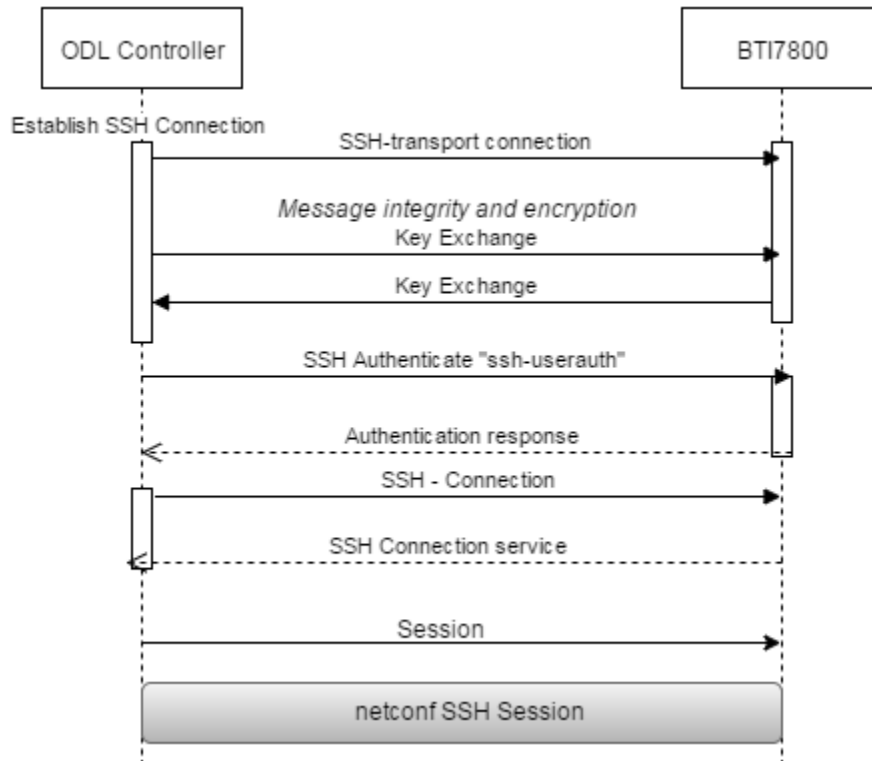 ODL Controller
BTI7800
Establish SSH Connection
SSH-transport connection
Message integrity and encryption
Key Exchange
Key Exchange
SSH Authenticate "ssh-userauth"
Authentication response
SSH - Connection
SSH Connection service
Session
netconf SSH Session